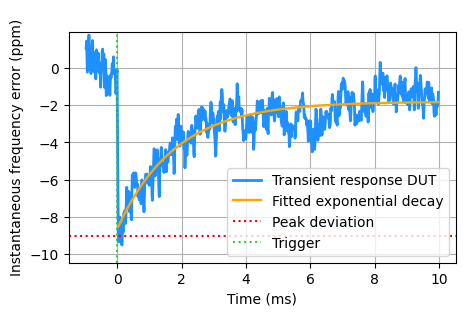 Instantaneous frequency error (ppm)
0
−2
−4
−6
−8
−10
Transient response DUT
Fitted exponential decay
Peak deviation
Trigger
0 2 4 6 8 10
Time (ms)